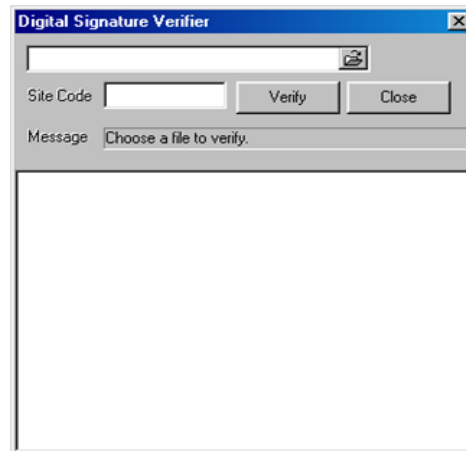 Digital Signature Verifier
Site Code Verify Close
Message Choose a file to verify.